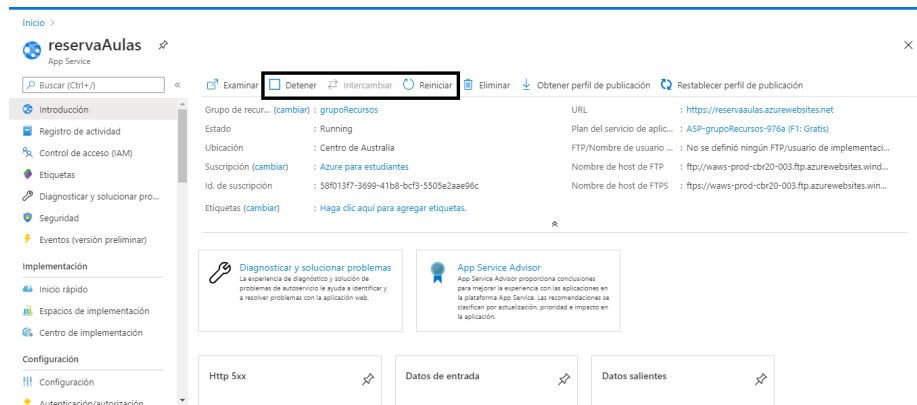 Inicio >
reservaAulas
App Service
Buscar (Ctrl+/)
Examinar Detener Intercambiar Reiniciar Eliminar Obtener perfil de publicación Restablecer perfil de publicación
Introducción
Registro de actividad
Control de acceso (IAM)
Etiquetas
Diagnosticar y solucionar pro...
Seguridad
Eventos (versión preliminar)
Implementación
Inicio rápido
Espacios de implementación
Centro de implementación
Configuración
Configuración
Autenticación/autorización
Grupo de recur... (cambiar) : grupoRecursos
Estado : Running
Ubicación : Centro de Australia
Suscripción (cambiar) : Azure para estudiantes
Id. de suscripción : 58f013f7-3699-41b8-bcf3-5505e2aae96c
Etiquetas (cambiar) : Haga clic aquí para agregar etiquetas.
URL : https://reservaaulas.azurewebsites.net
Plan del servicio de aplic... : ASP-grupoRecursos-976a (F1: Gratis)
FTP/Nombre de usuario ... : No se definió ningún FTP/usuario de implementaci...
Nombre de host de FTP : ftp://waws-prod-cbr20-003.ftp.azurewebsites.wind...
Nombre de host de FTPS : ftps://waws-prod-cbr20-003.ftp.azurewebsites.win...
Diagnosticar y solucionar problemas
La experiencia de diagnóstico y solución de
problemas de autoservicio le ayuda a identificar y
a resolver problemas con la aplicación web.
App Service Advisor
App Service Advisor proporciona conclusiones
para mejorar la experiencia con las aplicaciones en
la plataforma App Service. Las recomendaciones se
clasifican por actualización, prioridad e impacto en
la aplicación.
Http 5xx
Datos de entrada
Datos salientes